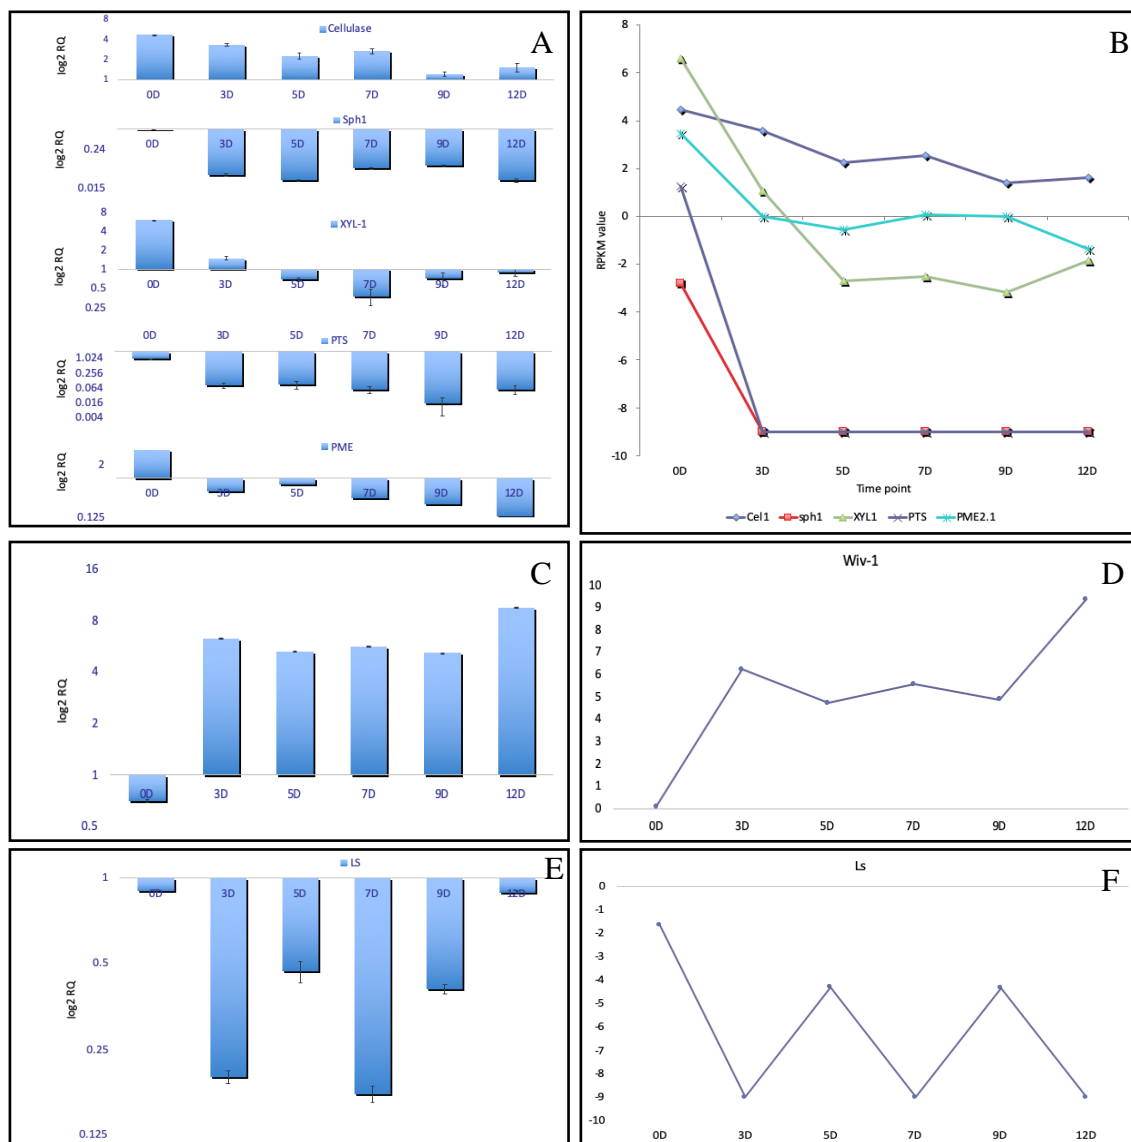 A
Cellulase
log2 RQ
8
4
2
1
0D 3D 5D 7D 9D 12D
Sph1
log2 RQ
0.24
0.015
0D 3D 5D 7D 9D 12D
XYL-1
log2 RQ
8
4
2
1
0.5
0.25
0D 3D 5D 7D 9D 12D
PTS
log2 RQ
1.024
0.256
0.064
0.016
0.004
PME
log2 RQ
2
0.125
0D 3D 5D 7D 9D 12D
B
RPKM value
8
6
4
2
0
-2
-4
-6
-8
-10
0D 3D 5D 7D 9D 12D
Time point
Cel1 sph1 XYL1 PTS PME2.1
C
log2 RQ
16
8
4
2
1
0.5
0D 3D 5D 7D 9D 12D
D
Wiv-1
10
9
8
7
6
5
4
3
2
1
0
0D 3D 5D 7D 9D 12D
E
LS
log2 RQ
1
0.5
0.25
0.125
0D 3D 5D 7D 9D 12D
F
Ls
0
-1
-2
-3
-4
-5
-6
-7
-8
-9
-10
0D 3D 5D 7D 9D 12D